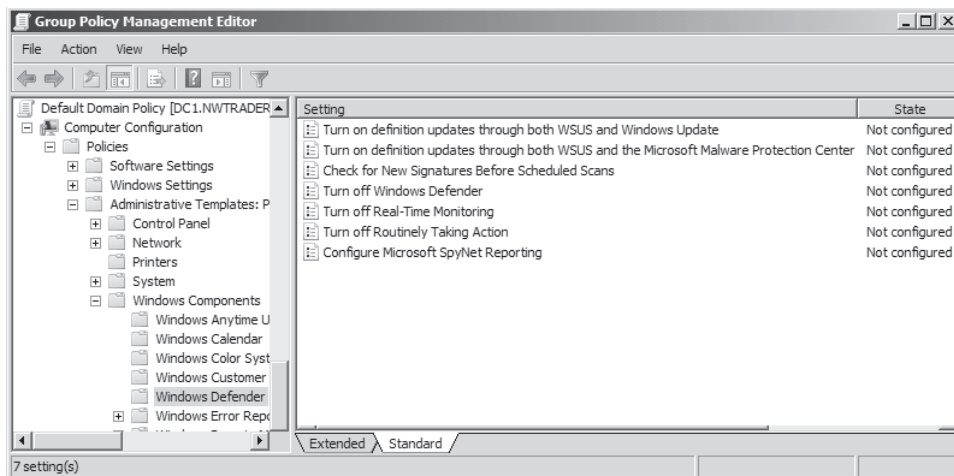 Group Policy Management Editor
File Action View Help
Default Domain Policy [DC1.NWTRADER
Computer Configuration
Policies
Software Settings
Windows Settings
Administrative Templates: P
Control Panel
Network
Printers
System
Windows Components
Windows Anytime U
Windows Calendar
Windows Color Syst
Windows Customer
Windows Defender
Windows Error Repo
Setting State
Turn on definition updates through both WSUS and Windows Update Not configured
Turn on definition updates through both WSUS and the Microsoft Malware Protection Center Not configured
Check for New Signatures Before Scheduled Scans Not configured
Turn off Windows Defender Not configured
Turn off Real-Time Monitoring Not configured
Turn off Routinely Taking Action Not configured
Configure Microsoft SpyNet Reporting Not configured
Extended Standard
7 setting(s)